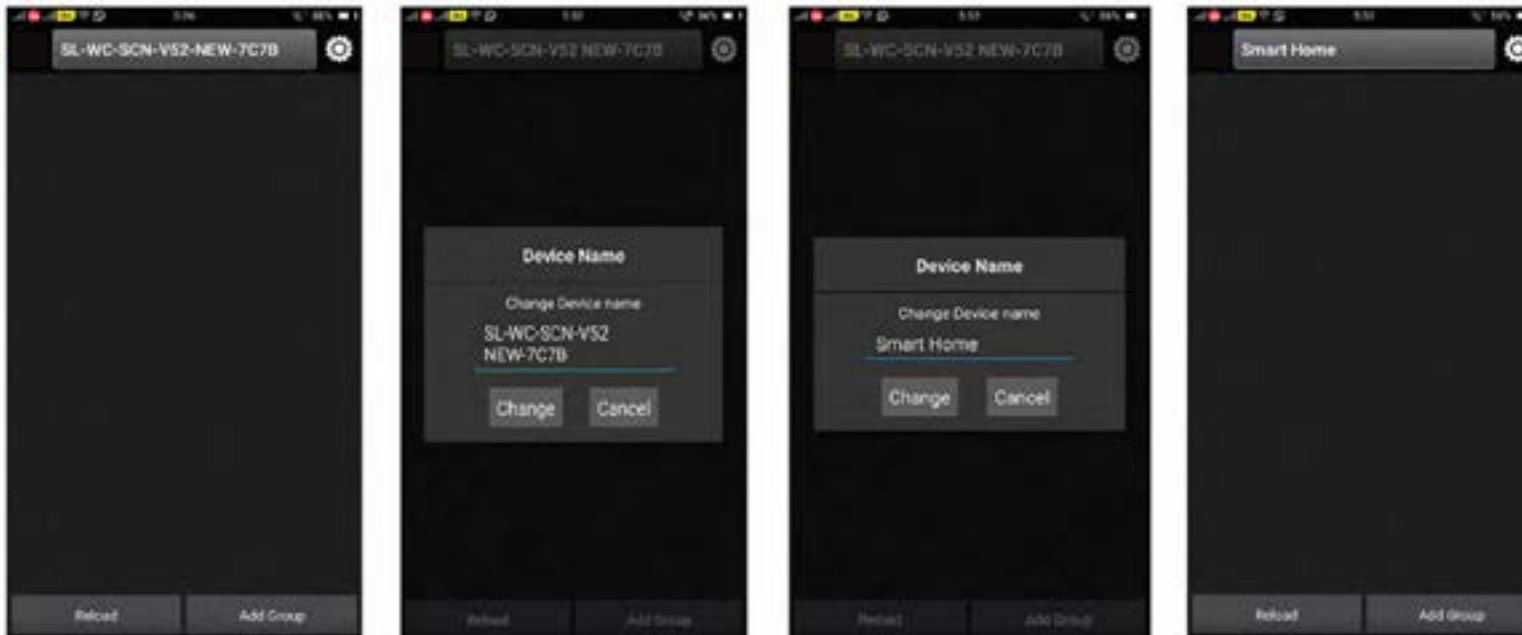 SL-WC-SCN-V52-NEW-7C7B
Reload Add Group
SL-WC-SCN-V52 NEW-7C7B
Device Name
Change Device name
SL-WC-SCN-V52
NEW-7C7B
Change Cancel
Reload Add Group
SL-WC-SCN-V52 NEW-7C7B
Device Name
Change Device name
Smart Home
Change Cancel
Reload Add Group
Smart Home
Reload Add Group